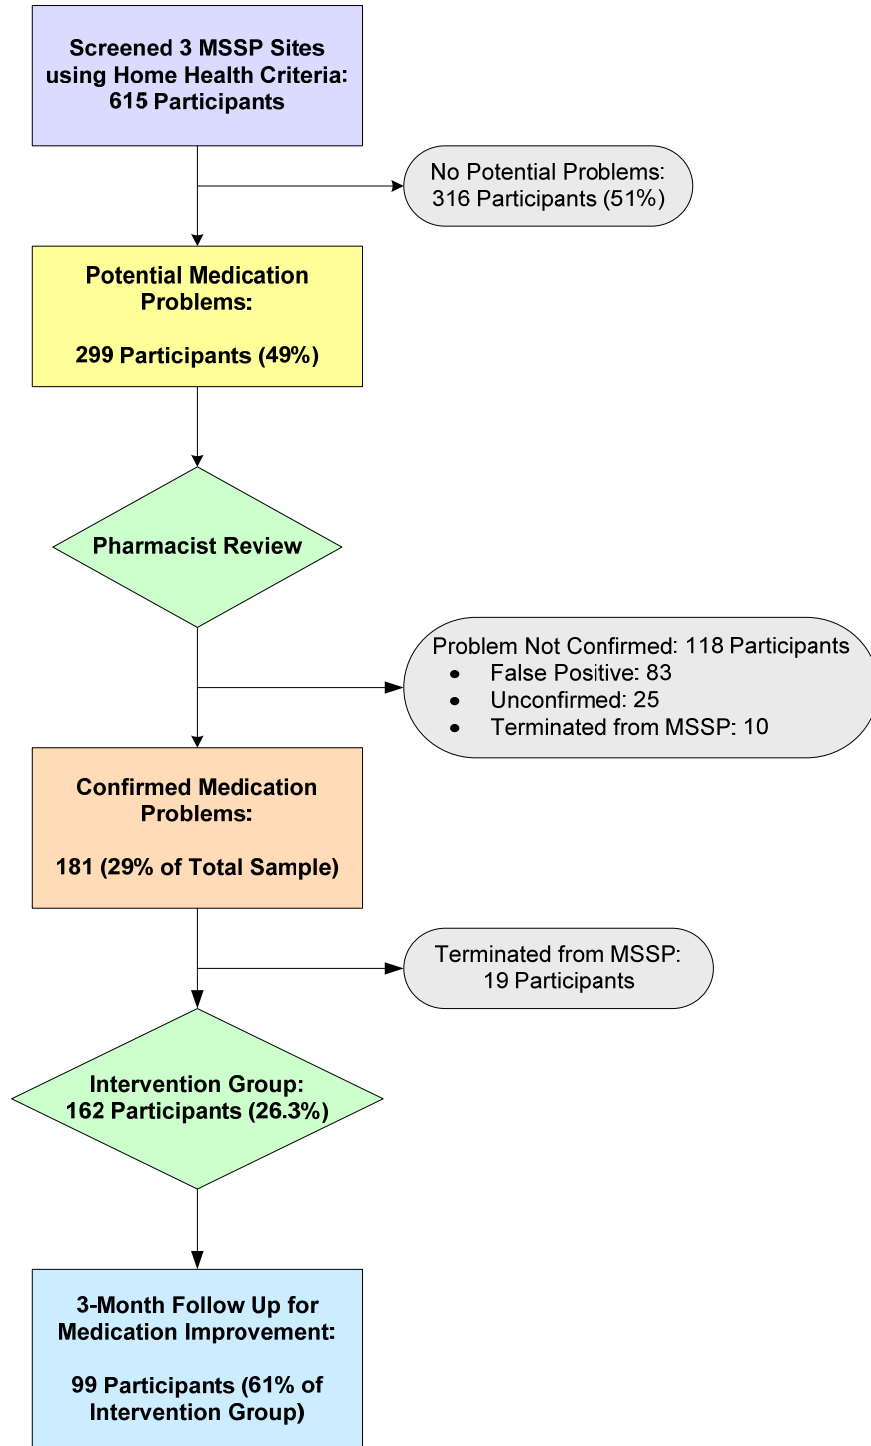 Screened 3 MSSP Sites
using Home Health Criteria:
615 Participants
No Potential Problems:
316 Participants (51%)
Potential Medication
Problems:
299 Participants (49%)
Pharmacist Review
Problem Not Confirmed: 118 Participants
• False Positive: 83
• Unconfirmed: 25
• Terminated from MSSP: 10
Confirmed Medication
Problems:
181 (29% of Total Sample)
Terminated from MSSP:
19 Participants
Intervention Group:
162 Participants (26.3%)
3-Month Follow Up for
Medication Improvement:
99 Participants (61% of
Intervention Group)